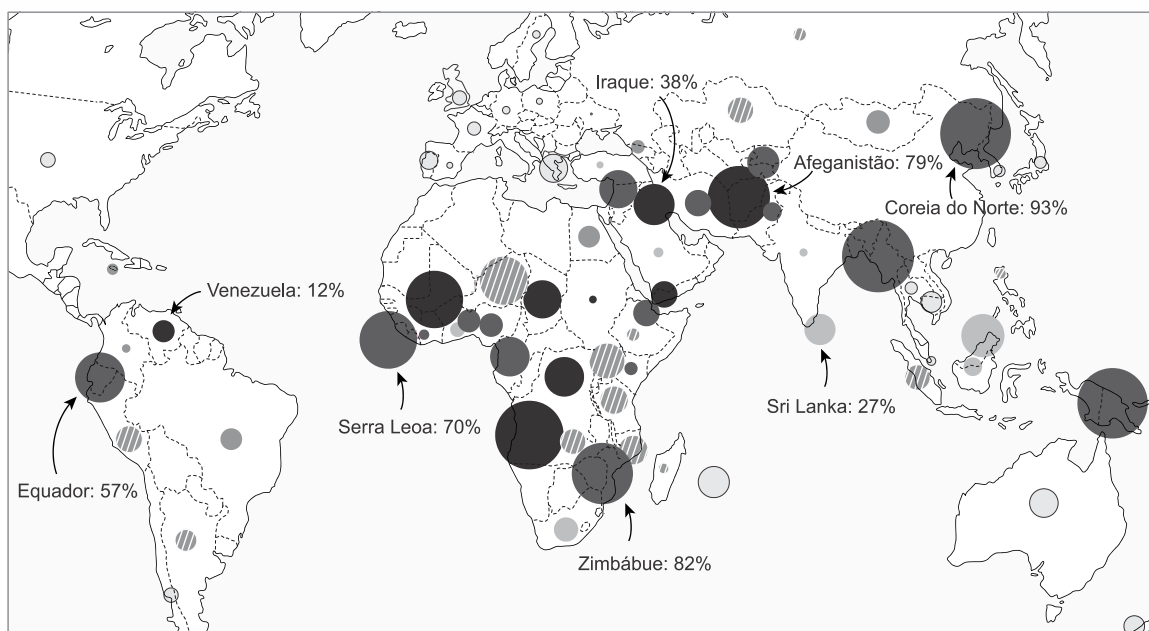 Iraque: 38%
Afeganistão: 79%
Coreia do Norte: 93%
Venezuela: 12%
Sri Lanka: 27%
Serra Leoa: 70%
Equador: 57%
Zimbábue: 82%